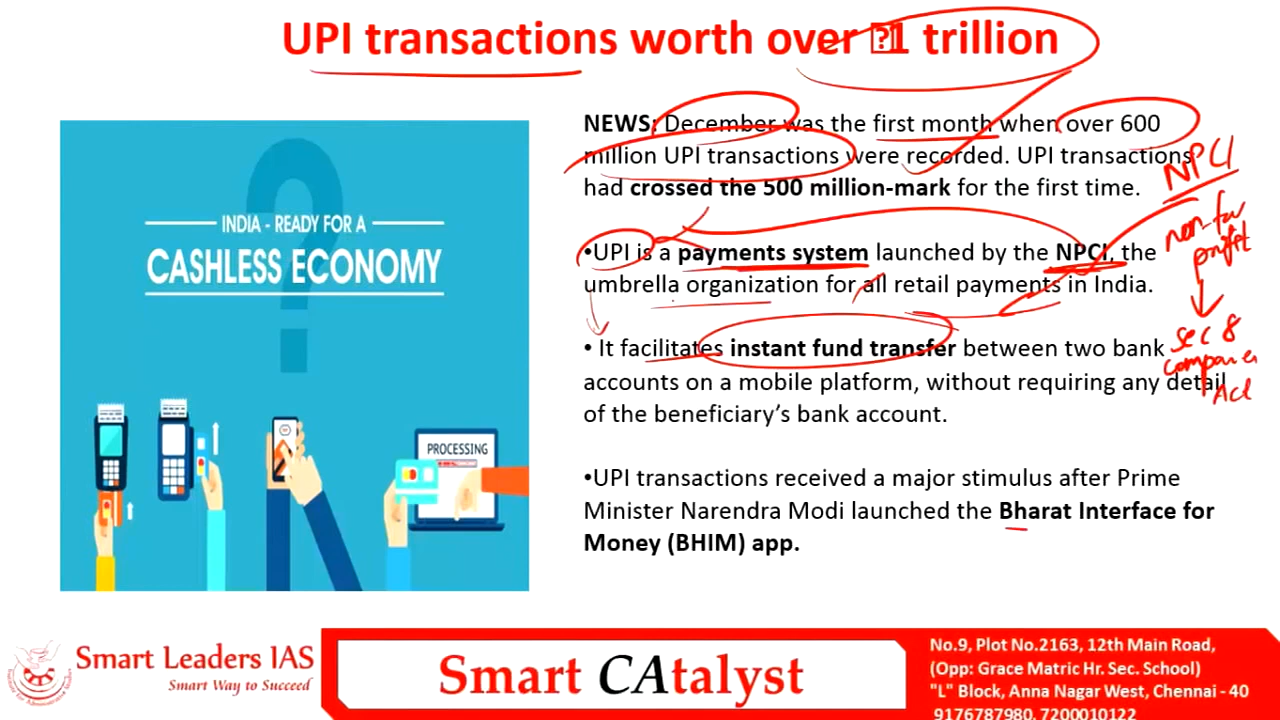 UPI transactions worth over 1 trillion
NEWS: December was the first month when over 600
million UPI transactions were recorded. UPI transactions
had crossed the 500 million-mark for the first time.
•UPI is a payments system launched by the NPCI, the
umbrella organization for all retail payments in India.
• It facilitates instant fund transfer between two bank
accounts on a mobile platform, without requiring any detail
of the beneficiary’s bank account.
•UPI transactions received a major stimulus after Prime
Minister Narendra Modi launched the Bharat Interface for
Money (BHIM) app.
NPCI
non-for
profit
Sec 8
Companies
Act
INDIA - READY FOR A
CASHLESS ECONOMY
?
PROCESSING
Smart Leaders IAS
Smart Way to Succeed
Smart CAtalyst
No.9, Plot No.2163, 12th Main Road,
(Opp: Grace Matric Hr. Sec. School)
"L" Block, Anna Nagar West, Chennai - 40
9176787980, 7200010122